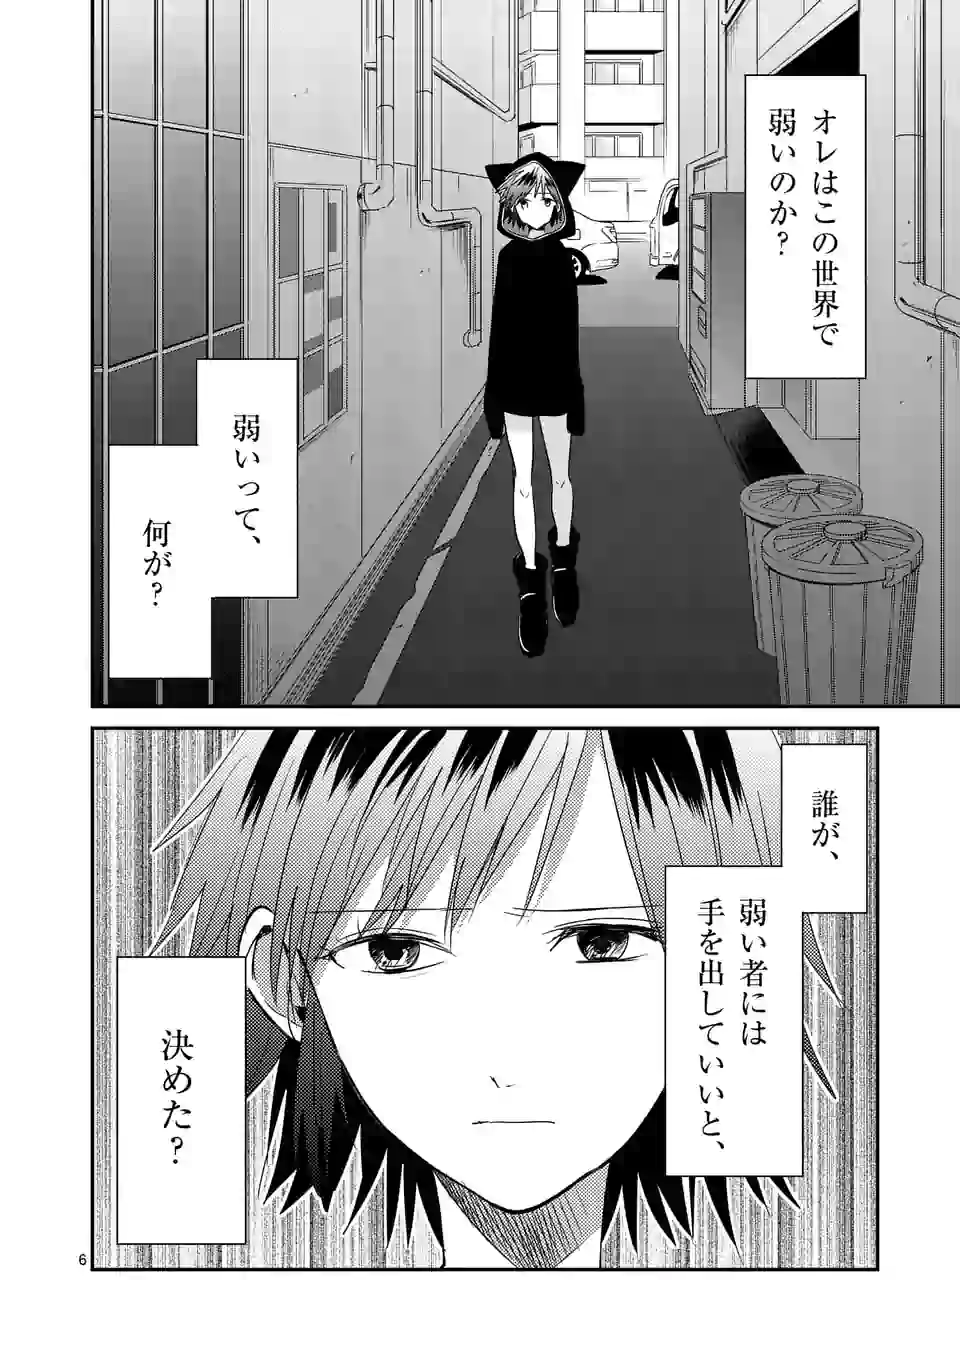 オレはこの世界で
弱いのか？
弱いって、
何が？
誰が、
弱い者には
手を出していいと、
決めた？
6